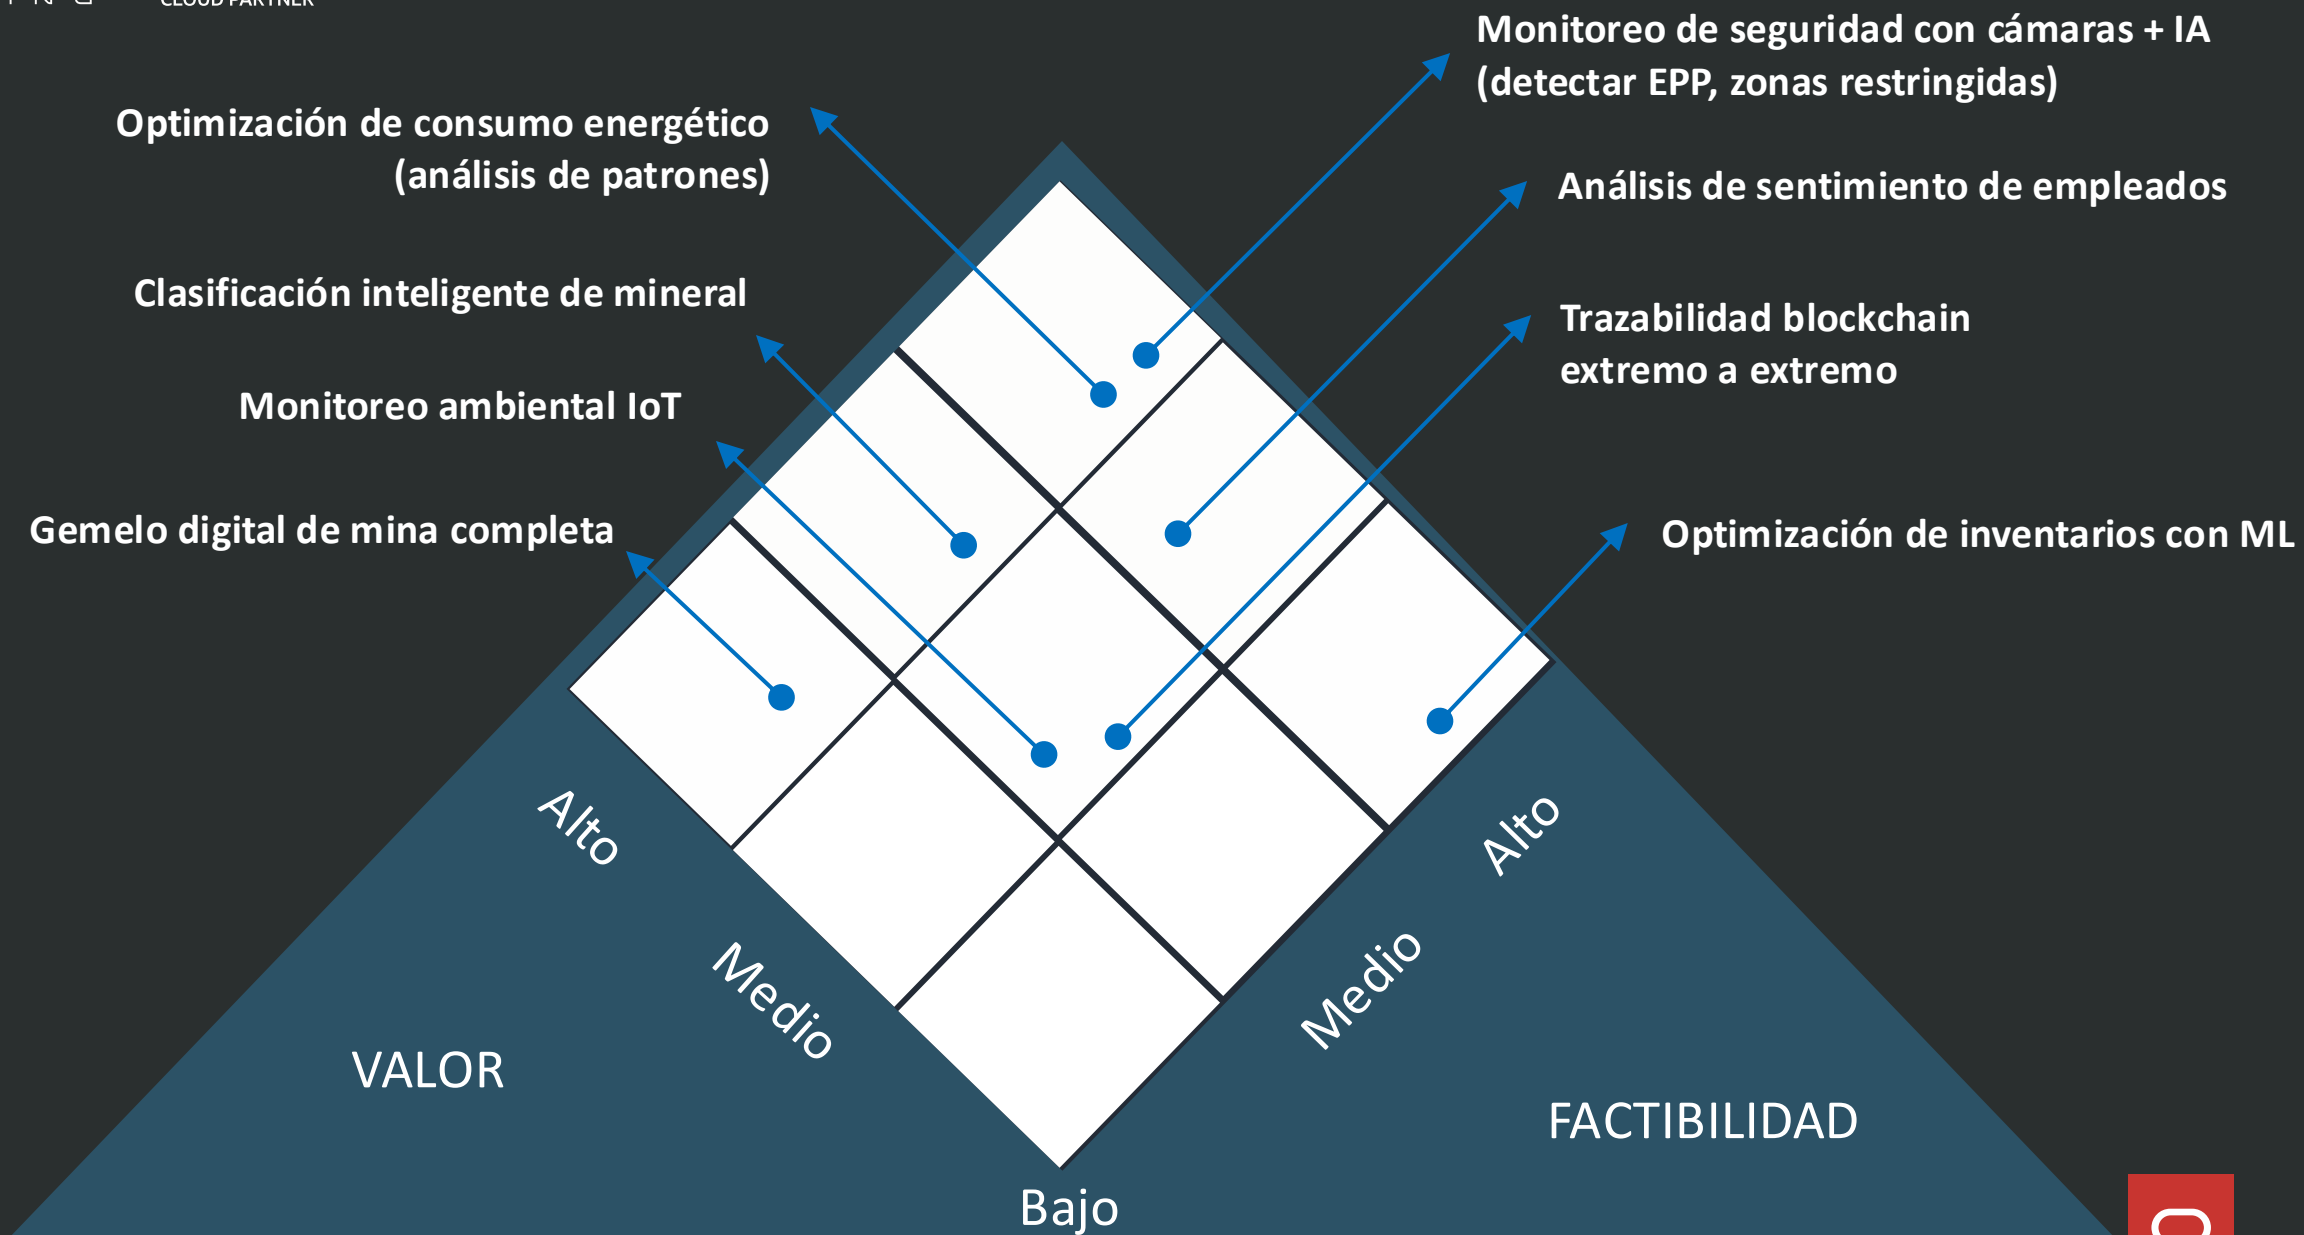 CLOUD PARTNER
Monitoreo de seguridad con cámaras + IA
(detectar EPP, zonas restringidas)
Optimización de consumo energético
(análisis de patrones)
Análisis de sentimiento de empleados
Clasificación inteligente de mineral
Trazabilidad blockchain
extremo a extremo
Monitoreo ambiental IoT
Gemelo digital de mina completa
Optimización de inventarios con ML
Alto
Alto
Medio
Medio
VALOR
FACTIBILIDAD
Bajo